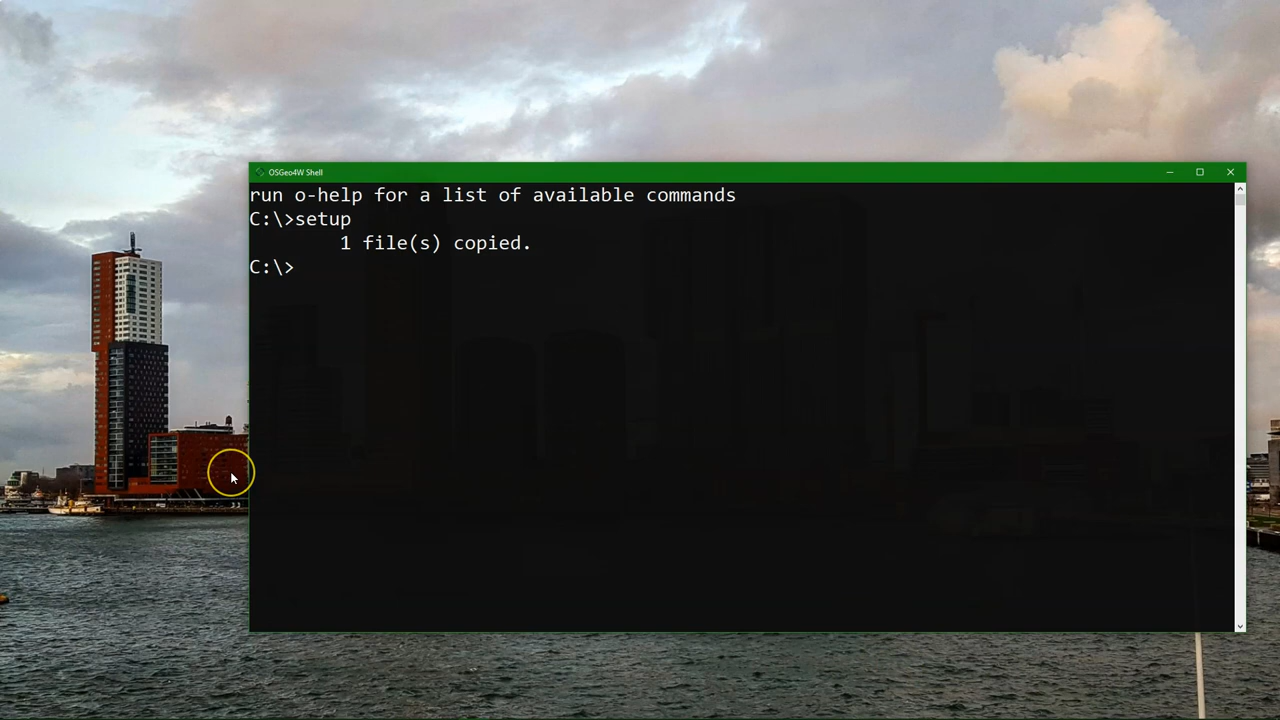 OSGeo4W Shell
run o-help for a list of available commands
C:\>setup
1 file(s) copied.
C:\>